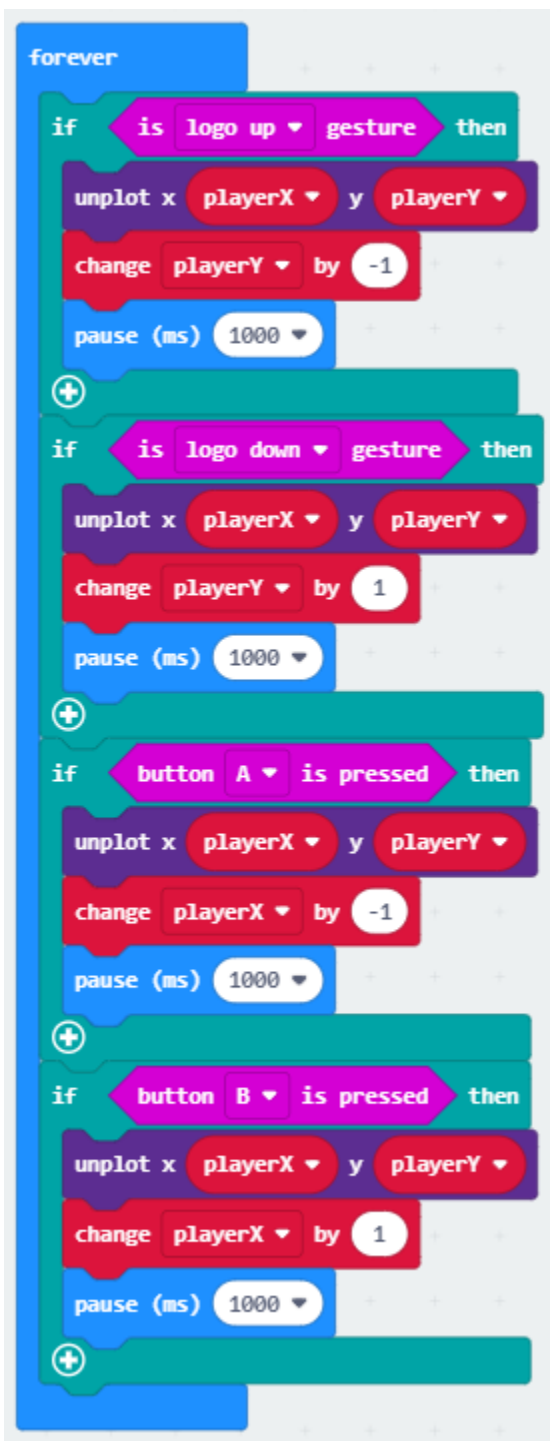 forever
if is logo up gesture then
unplot x playerX y playerY
change playerY by -1
pause (ms) 1000
if is logo down gesture then
unplot x playerX y playerY
change playerY by 1
pause (ms) 1000
if button A is pressed then
unplot x playerX y playerY
change playerX by -1
pause (ms) 1000
if button B is pressed then
unplot x playerX y playerY
change playerX by 1
pause (ms) 1000